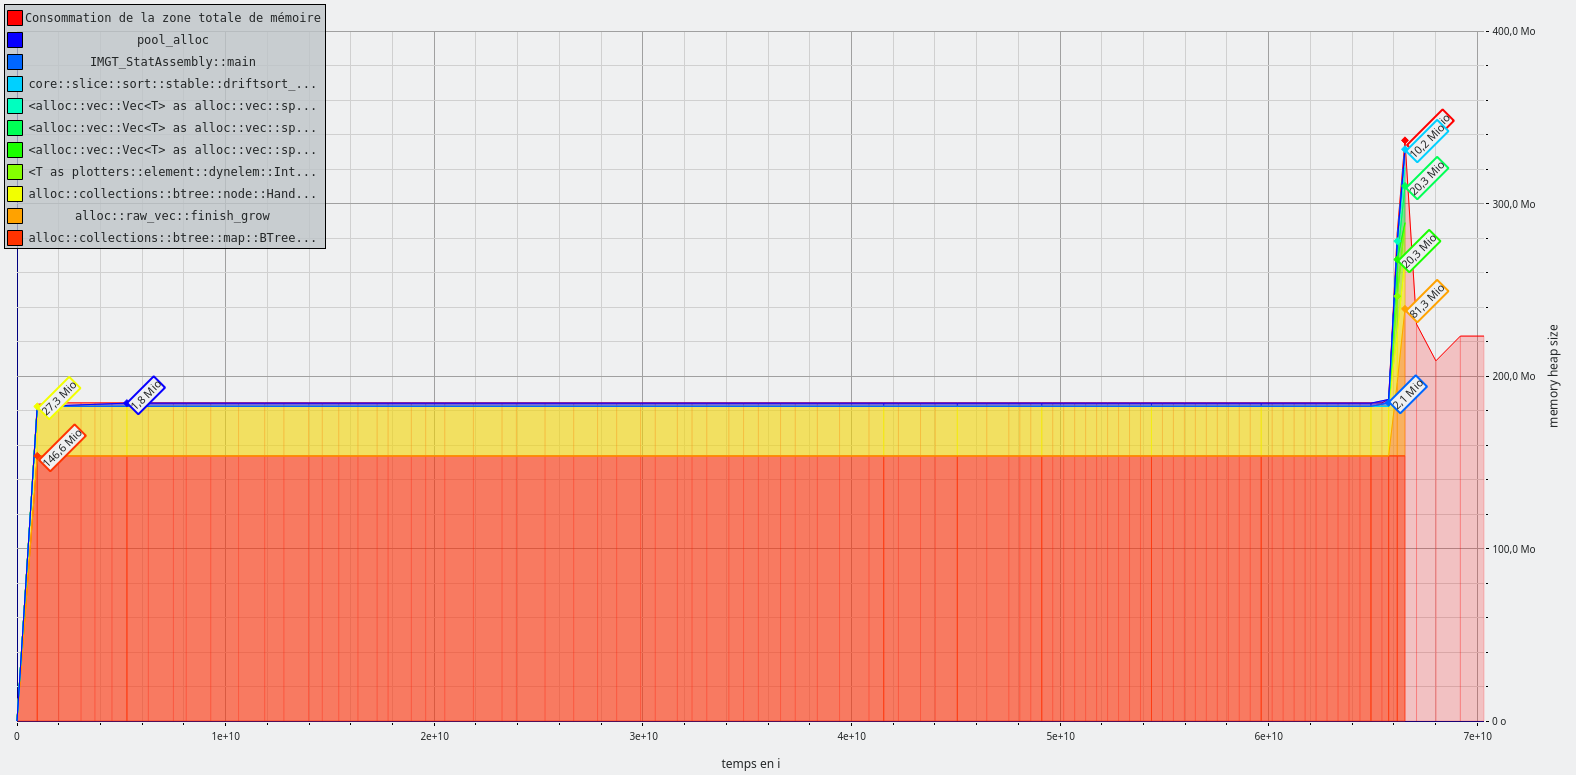 Consommation de la zone totale de mémoire
pool_alloc
IMGT_StatAssembly::main
core::slice::sort::stable::driftsort_...
<alloc::vec::Vec<T> as alloc::vec::sp...
<alloc::vec::Vec<T> as alloc::vec::sp...
<alloc::vec::Vec<T> as alloc::vec::sp...
<T as plotters::element::dynelem::Int...
alloc::collections::btree::node::Hand...
alloc::raw_vec::finish_grow
alloc::collections::btree::map::BTree...
400,0 Mo
10,2 Mio
20,3 Mio
300,0 Mo
20,3 Mio
81,3 Mio
memory heap size
200,0 Mo
27,3 Mio
1,8 Mio
2,1 Mio
146,6 Mio
100,0 Mo
0 o
0
1e+10
2e+10
3e+10
4e+10
5e+10
6e+10
7e+10
temps en i